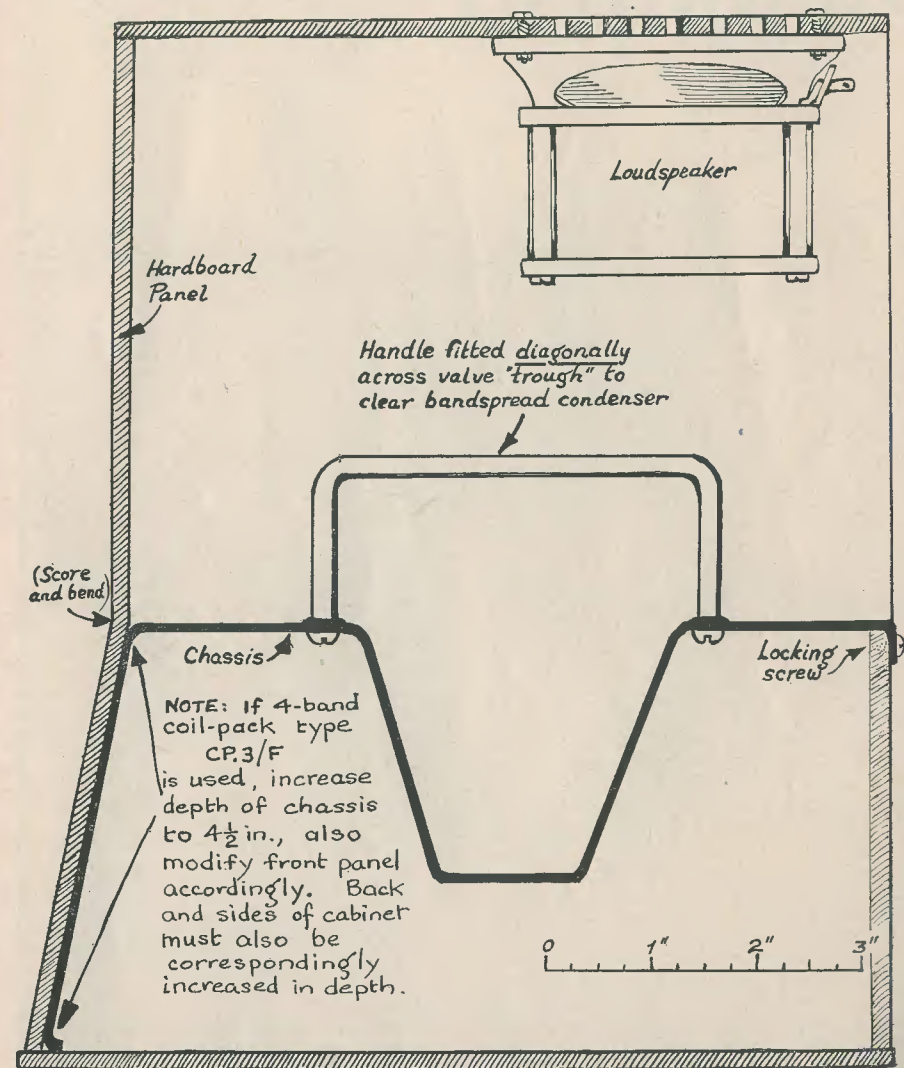 Loudspeaker
Hardboard
Panel
Handle fitted diagonally
across valve "trough" to
clear bandspread condenser
(Score
and bend)
Chassis
Locking
screw
NOTE: If 4-band
coil-pack type
CP.3/F
is used, increase
depth of chassis
to 4½ in., also
modify front panel
accordingly. Back
and sides of cabinet
must also be
correspondingly
increased in depth.
0 1" 2" 3"